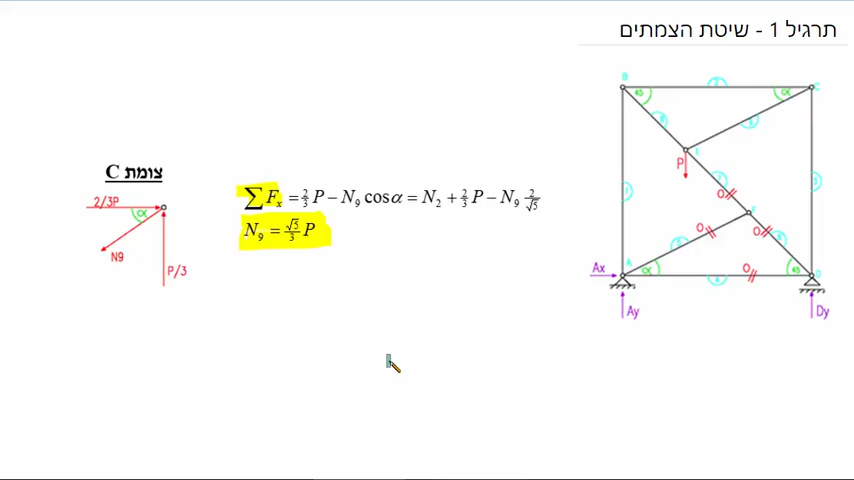 תרגיל 1 - שיטת הצמתים
צומת C
2/3P
α
N9
P/3
∑ Fₓ = 2/3 P − N₉ cosα = N₂ + 2/3 P − N₉ 2/√5
N₉ = √5/3 P
B
C
45
α
P
O
O
O
O
A
D
α
45
Ax
Ay
Dy